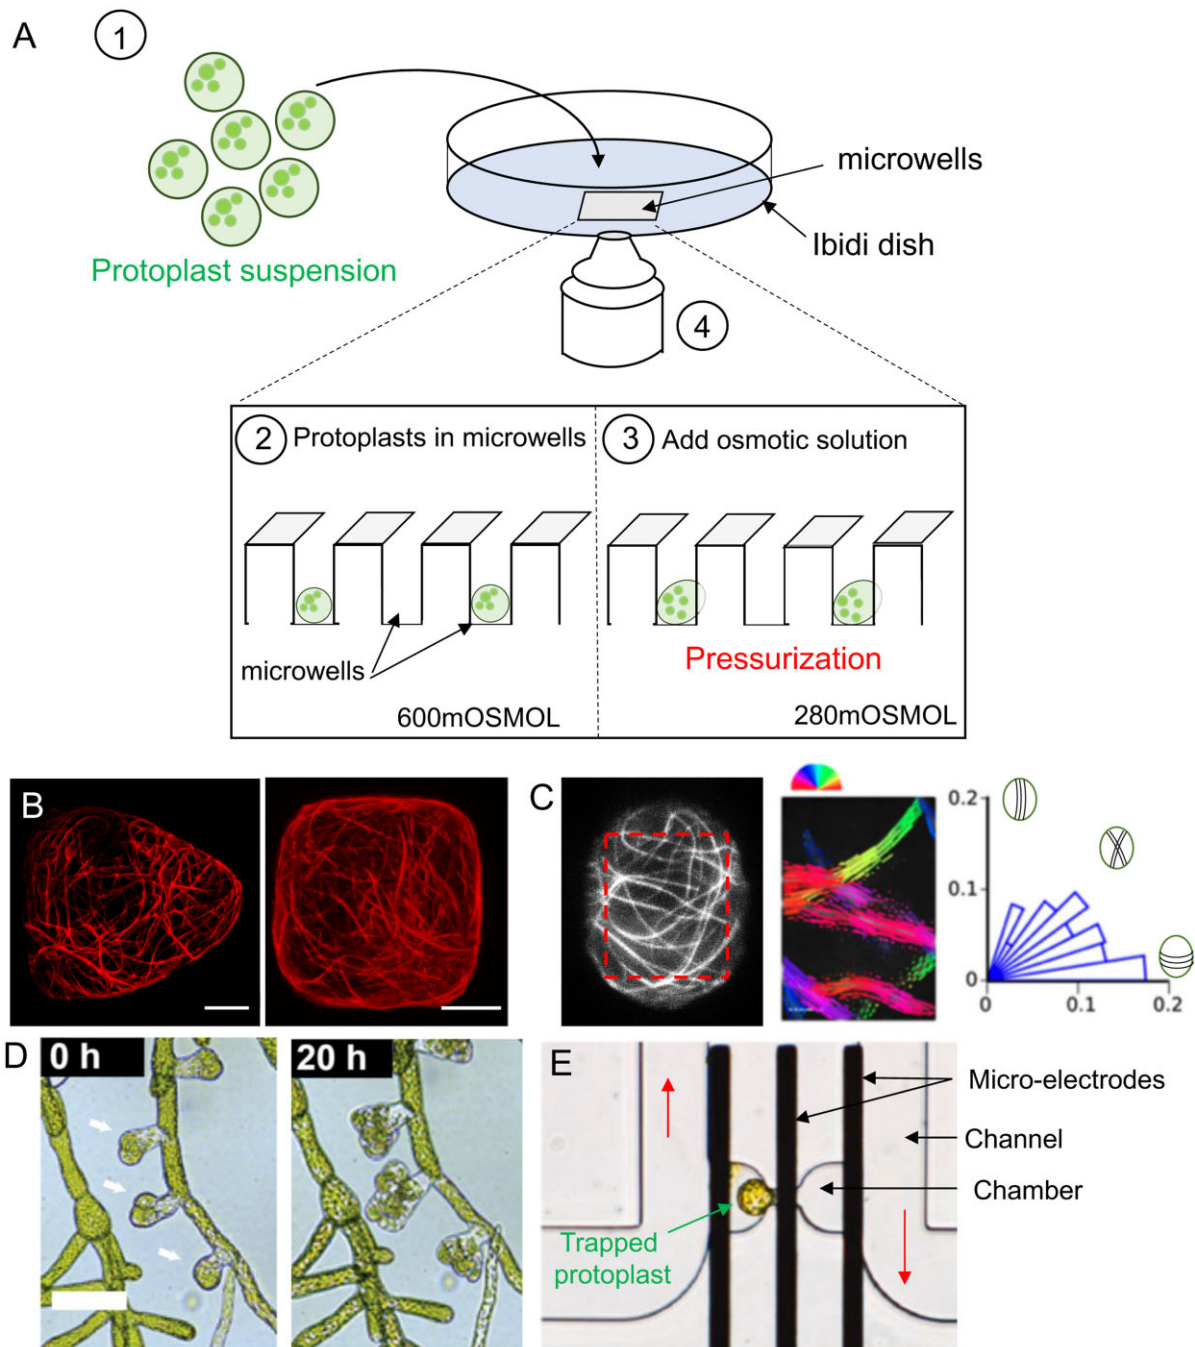 A
1
Protoplast suspension
microwells
Ibidi dish
4
2 Protoplasts in microwells
3 Add osmotic solution
microwells
Pressurization
600mOSMOL
280mOSMOL
B
C
0.2
0.1
0
0 0.1 0.2
D
0 h
20 h
E
Micro-electrodes
Channel
Chamber
Trapped
protoplast